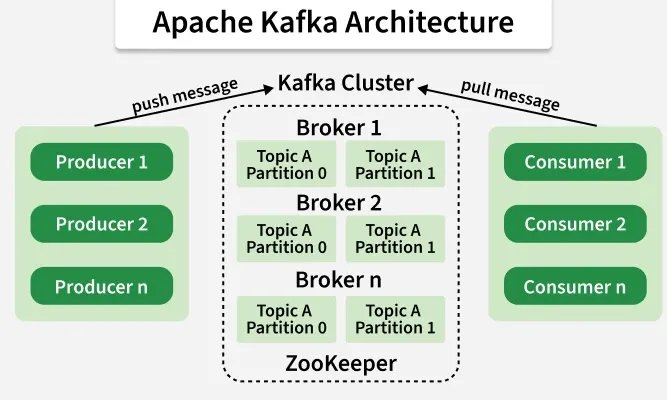 Apache Kafka Architecture
push message
Kafka Cluster
pull message
Producer 1
Producer 2
Producer n
Broker 1
Topic A
Partition 0
Topic A
Partition 1
Broker 2
Topic A
Partition 0
Topic A
Partition 1
Broker n
Topic A
Partition 0
Topic A
Partition 1
ZooKeeper
Consumer 1
Consumer 2
Consumer n